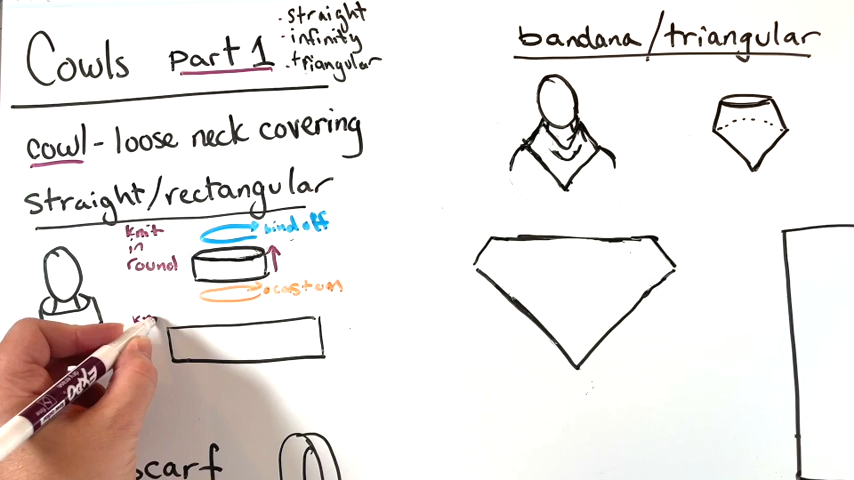 Cowls part 1
· straight
· infinity
· triangular
cowl - loose neck covering
straight/rectangular
knit
in
round
bind off
cast on
kn
scarf
bandana/triangular
EXPO